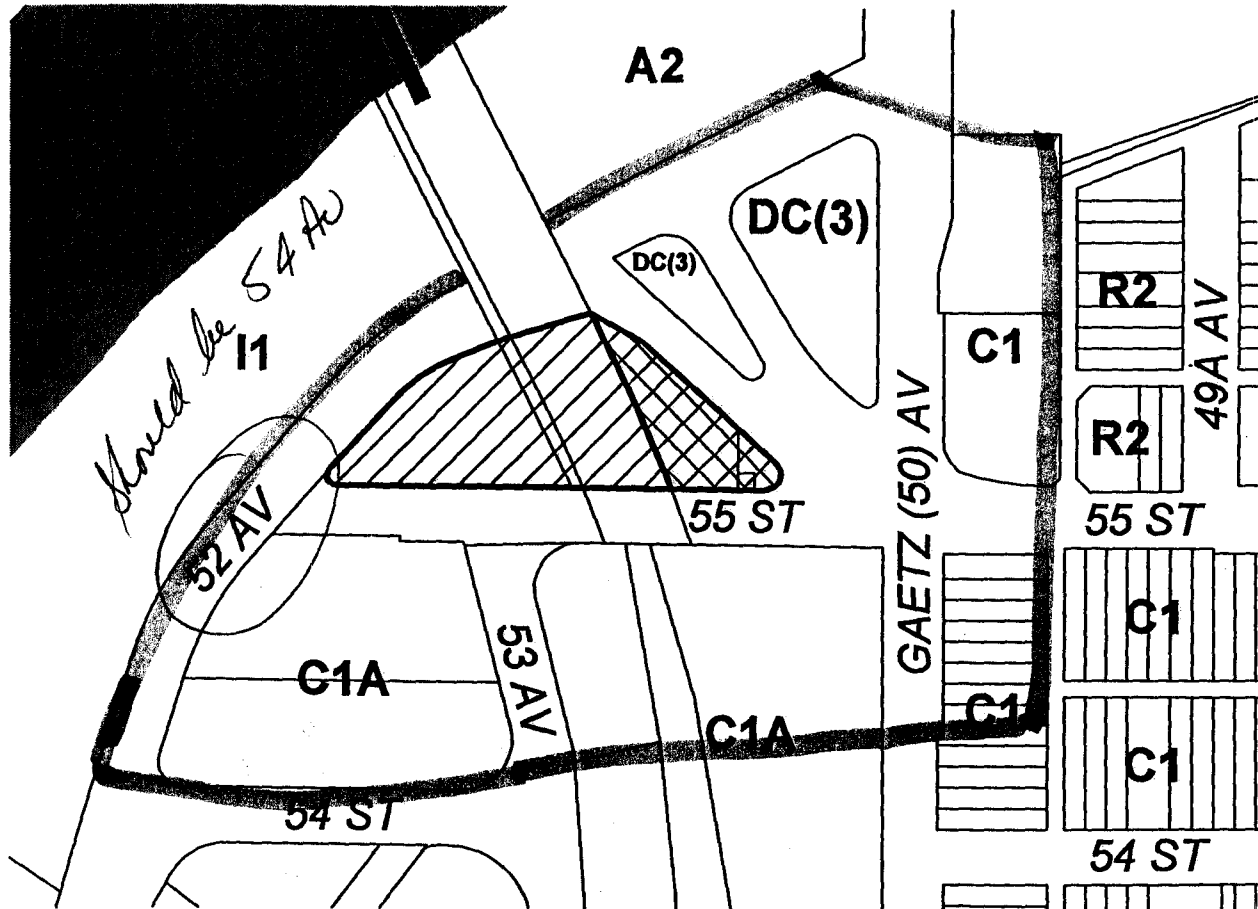 A2
Should be 54 Av
I1
DC(3)
DC(3)
R2
49A AV
C1
R2
52 AV
55 ST
GAETZ (50) AV
55 ST
C1A
53 AV
C1A
C1
C1
C1
54 ST
54 ST